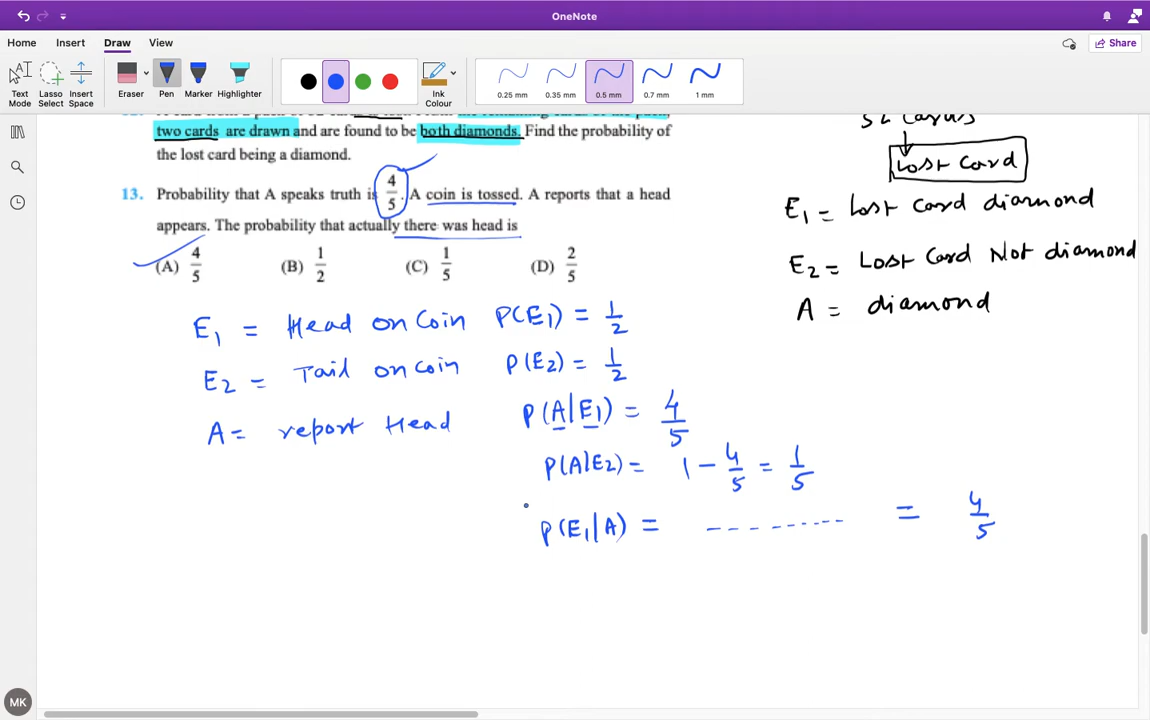 OneNote
Home Insert Draw View
Share
Text Mode
Lasso Select
Insert Space
Eraser
Pen
Marker
Highlighter
Ink Colour
0.25 mm
0.35 mm
0.5 mm
0.7 mm
1 mm
two cards are drawn and are found to be both diamonds. Find the probability of
the lost card being a diamond.
13. Probability that A speaks truth is 4/5. A coin is tossed. A reports that a head
appears. The probability that actually there was head is
(A) 4/5 (B) 1/2 (C) 1/5 (D) 2/5
E1 = Head on Coin P(E1) = 1/2
E2 = Tail on Coin P(E2) = 1/2
A = report Head P(A|E1) = 4/5
P(A|E2) = 1 - 4/5 = 1/5
P(E1|A) = --------- = 4/5
52 Cards
Lost Card
E1 = Lost Card diamond
E2 = Lost Card Not diamond
A = diamond
MK